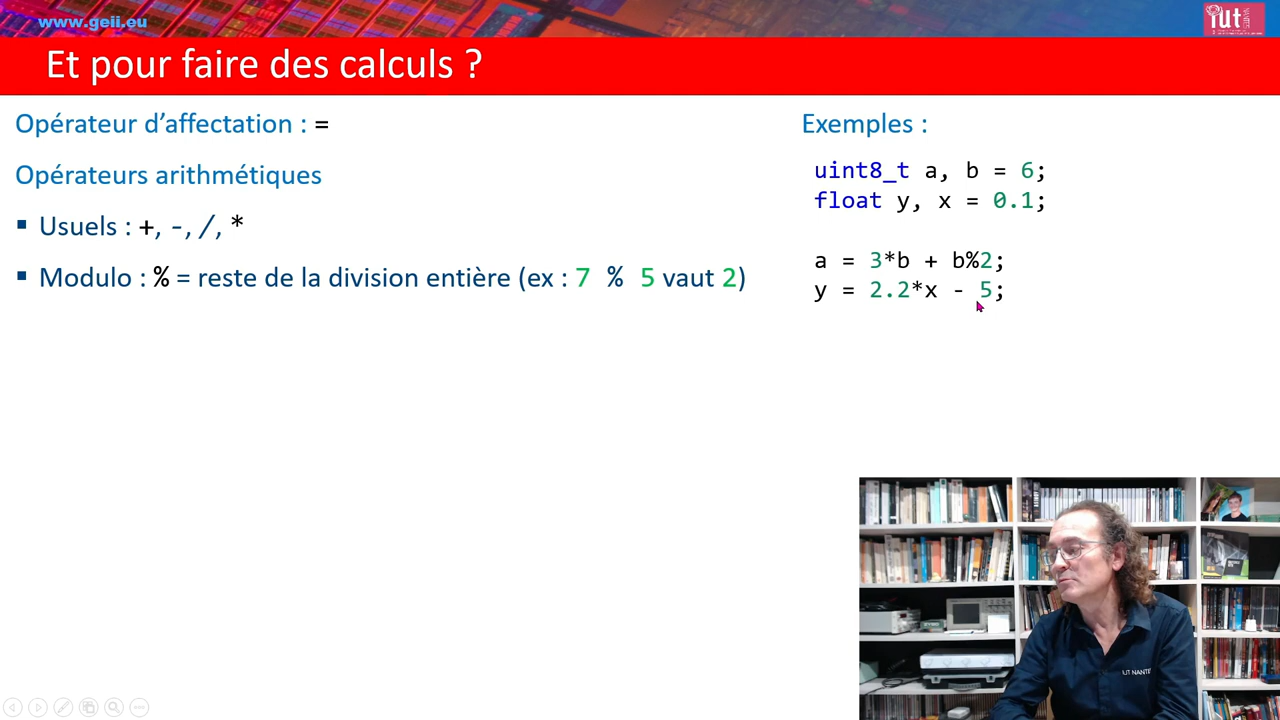 www.geii.eu
iut
NANTES
Et pour faire des calculs ?
Opérateur d’affectation : =
Opérateurs arithmétiques
▪ Usuels : +, -, /, *
▪ Modulo : % = reste de la division entière (ex : 7 % 5 vaut 2)
Exemples :
uint8_t a, b = 6;
float y, x = 0.1;
a = 3*b + b%2;
y = 2.2*x - 5;